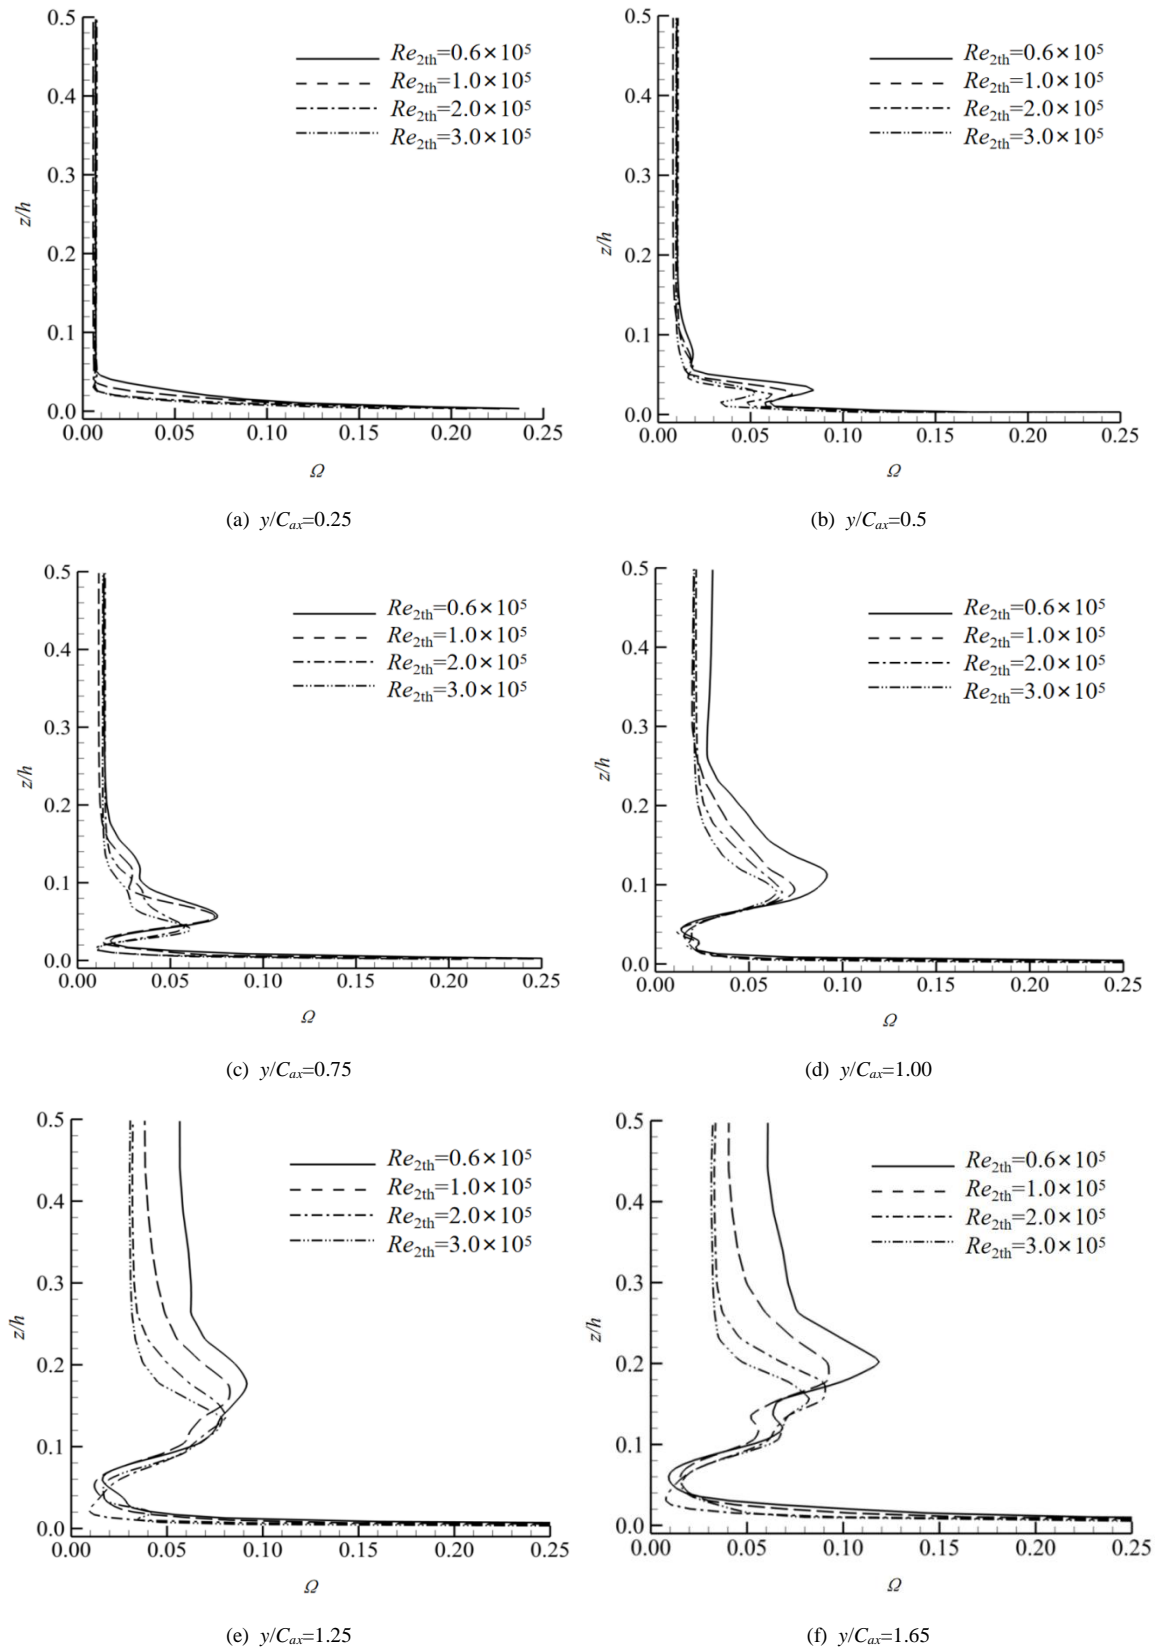 0.5
0.4
0.3
0.2
0.1
0.0
z/h
0.00 0.05 0.10 0.15 0.20 0.25
Ω
Re2th=0.6×10⁵
Re2th=1.0×10⁵
Re2th=2.0×10⁵
Re2th=3.0×10⁵
(a) y/Cax=0.25
0.5
0.4
0.3
0.2
0.1
0.0
z/h
0.00 0.05 0.10 0.15 0.20 0.25
Ω
Re2th=0.6×10⁵
Re2th=1.0×10⁵
Re2th=2.0×10⁵
Re2th=3.0×10⁵
(b) y/Cax=0.5
0.5
0.4
0.3
0.2
0.1
0.0
z/h
0.00 0.05 0.10 0.15 0.20 0.25
Ω
Re2th=0.6×10⁵
Re2th=1.0×10⁵
Re2th=2.0×10⁵
Re2th=3.0×10⁵
(c) y/Cax=0.75
0.5
0.4
0.3
0.2
0.1
0.0
z/h
0.00 0.05 0.10 0.15 0.20 0.25
Ω
Re2th=0.6×10⁵
Re2th=1.0×10⁵
Re2th=2.0×10⁵
Re2th=3.0×10⁵
(d) y/Cax=1.00
0.5
0.4
0.3
0.2
0.1
0.0
z/h
0.00 0.05 0.10 0.15 0.20 0.25
Ω
Re2th=0.6×10⁵
Re2th=1.0×10⁵
Re2th=2.0×10⁵
Re2th=3.0×10⁵
(e) y/Cax=1.25
0.5
0.4
0.3
0.2
0.1
0.0
z/h
0.00 0.05 0.10 0.15 0.20 0.25
Ω
Re2th=0.6×10⁵
Re2th=1.0×10⁵
Re2th=2.0×10⁵
Re2th=3.0×10⁵
(f) y/Cax=1.65